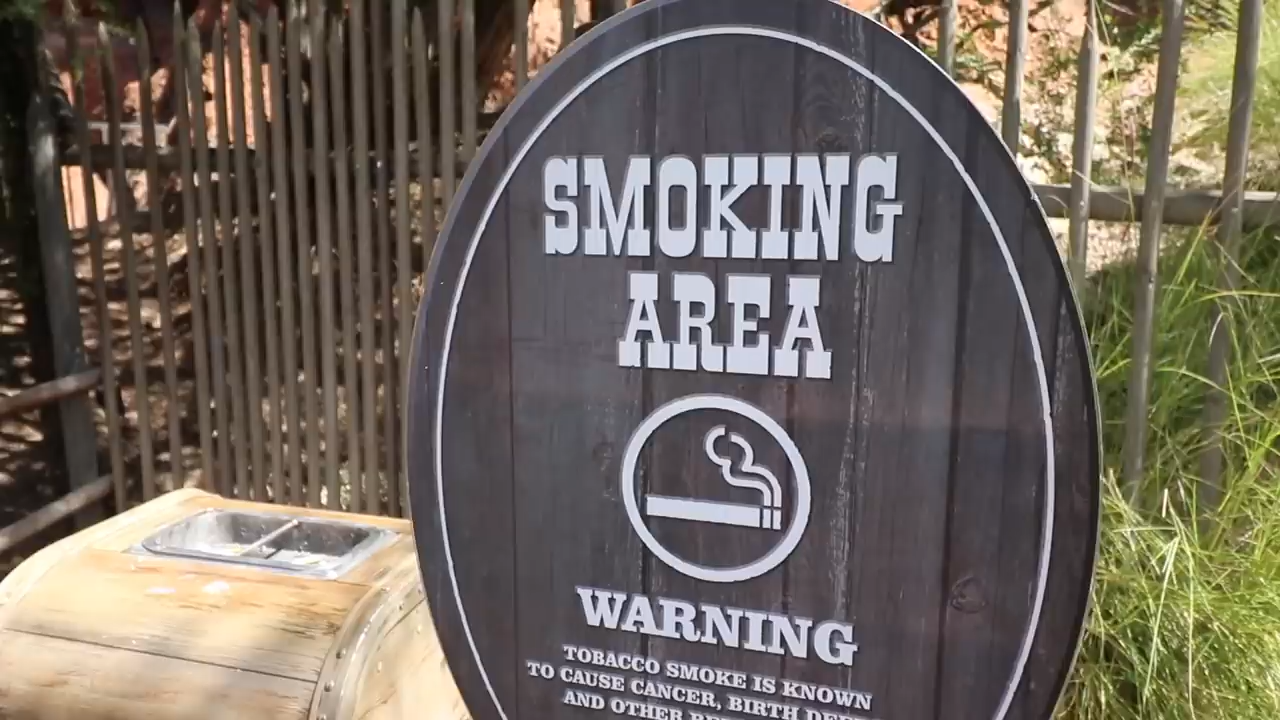 SMOKING
AREA
WARNING
TOBACCO SMOKE IS KNOWN
TO CAUSE CANCER, BIRTH
AND OTHER